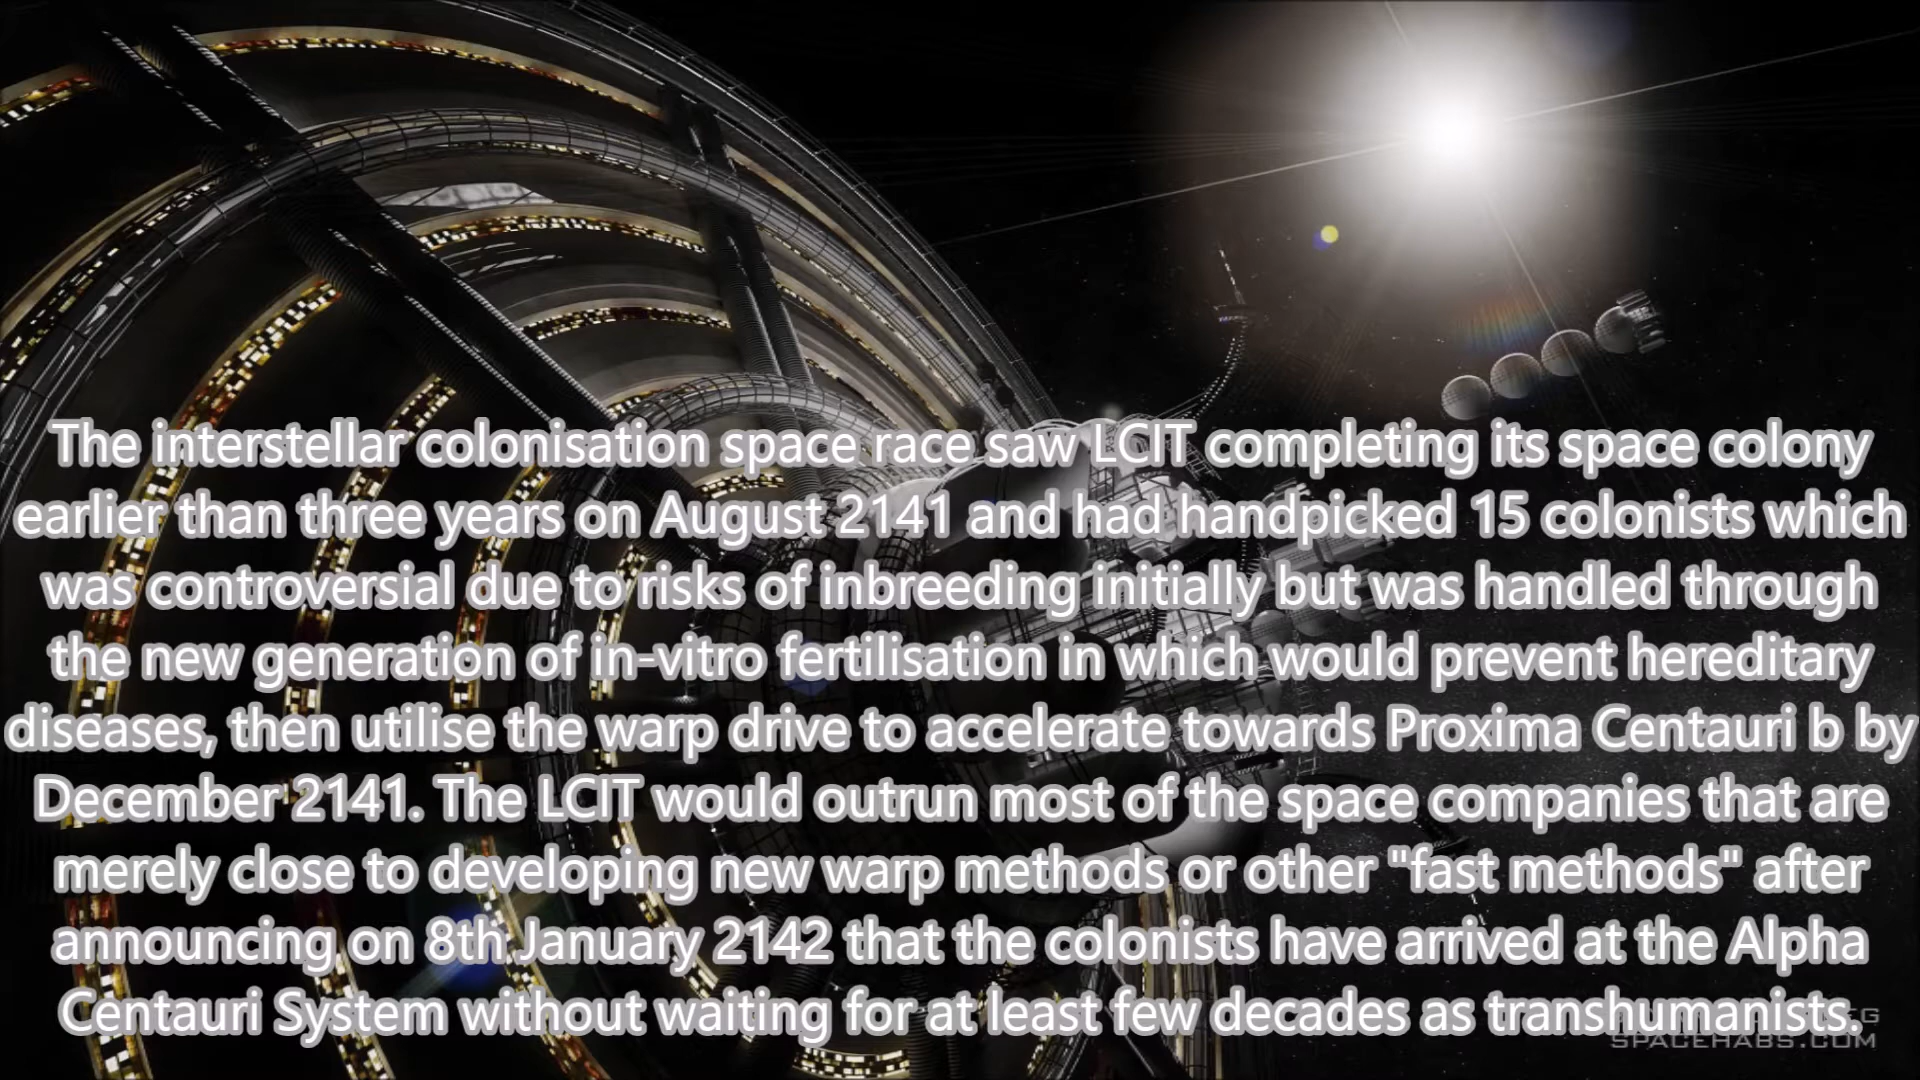 The interstellar colonisation space race saw LCIT completing its space colony
earlier than three years on August 2141 and had handpicked 15 colonists which
was controversial due to risks of inbreeding initially but was handled through
the new generation of in-vitro fertilisation in which would prevent hereditary
diseases, then utilise the warp drive to accelerate towards Proxima Centauri b by
December 2141. The LCIT would outrun most of the space companies that are
merely close to developing new warp methods or other "fast methods" after
announcing on 8th January 2142 that the colonists have arrived at the Alpha
Centauri System without waiting for at least few decades as transhumanists.
SPACEHABS.COM